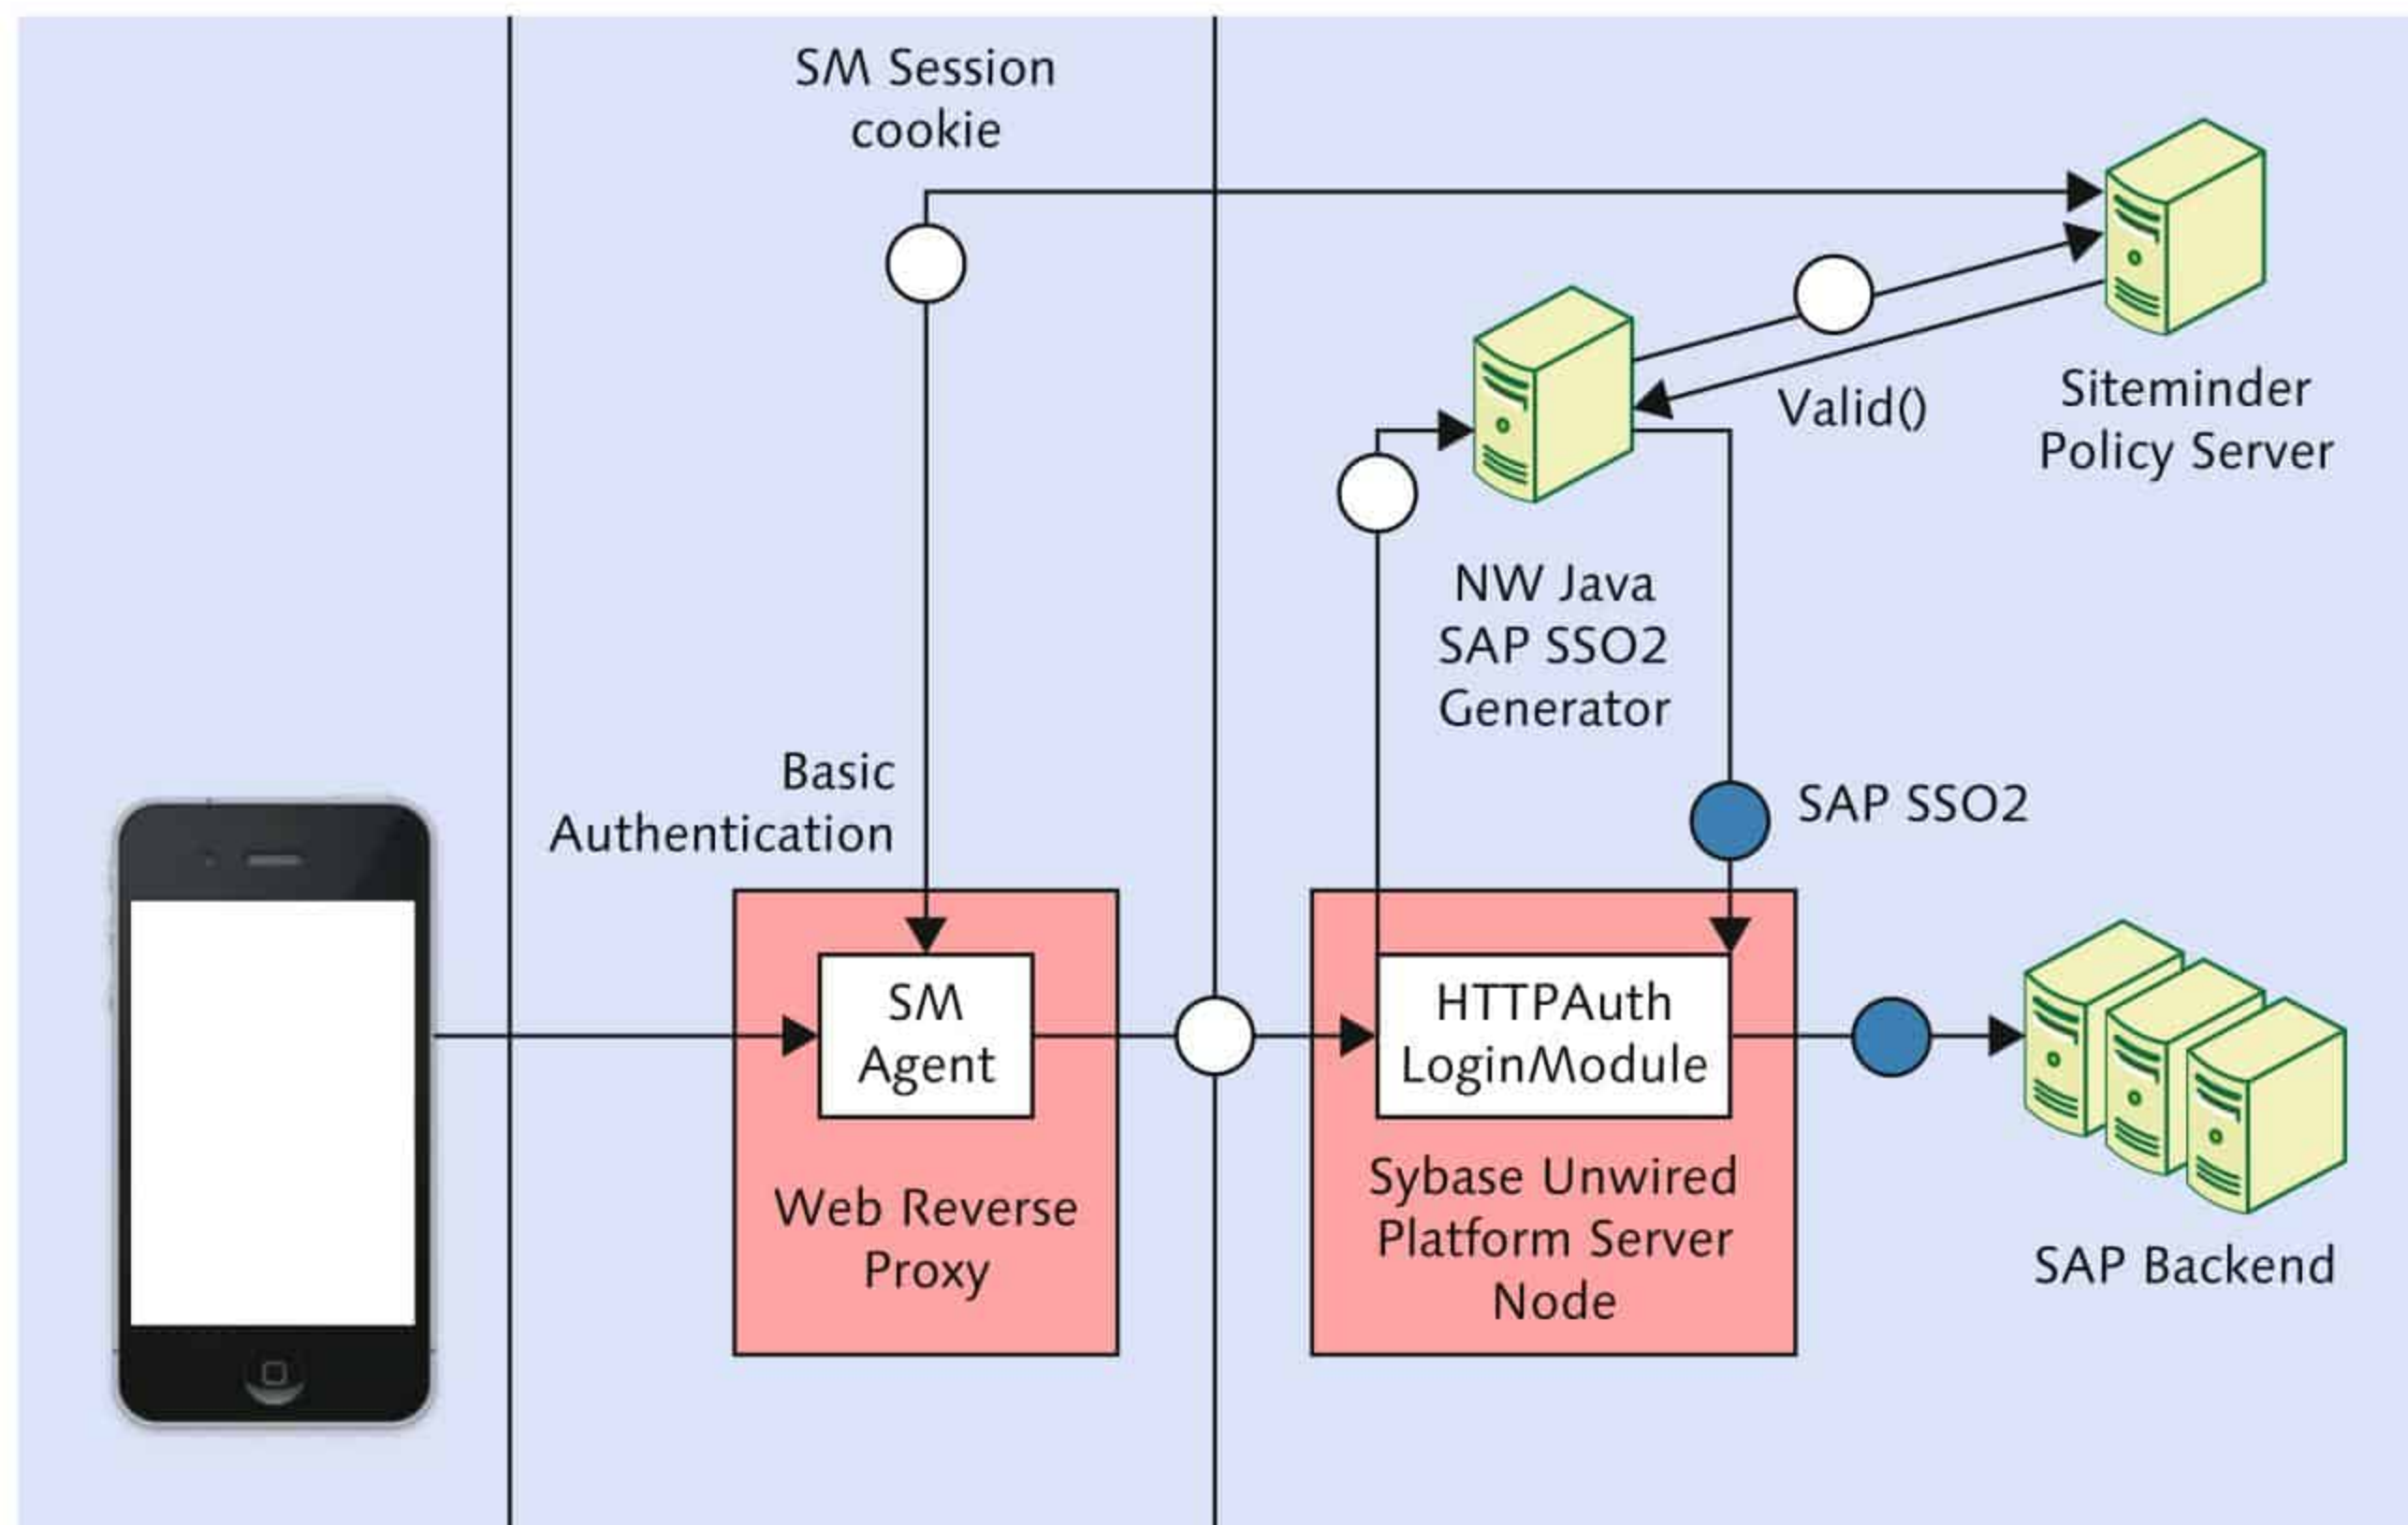 SM Session
cookie
Siteminder
Policy Server
Valid()
NW Java
SAP SSO2
Generator
Basic
Authentication
SAP SSO2
SM
Agent
Web Reverse
Proxy
HTTPAuth
LoginModule
Sybase Unwired
Platform Server
Node
SAP Backend